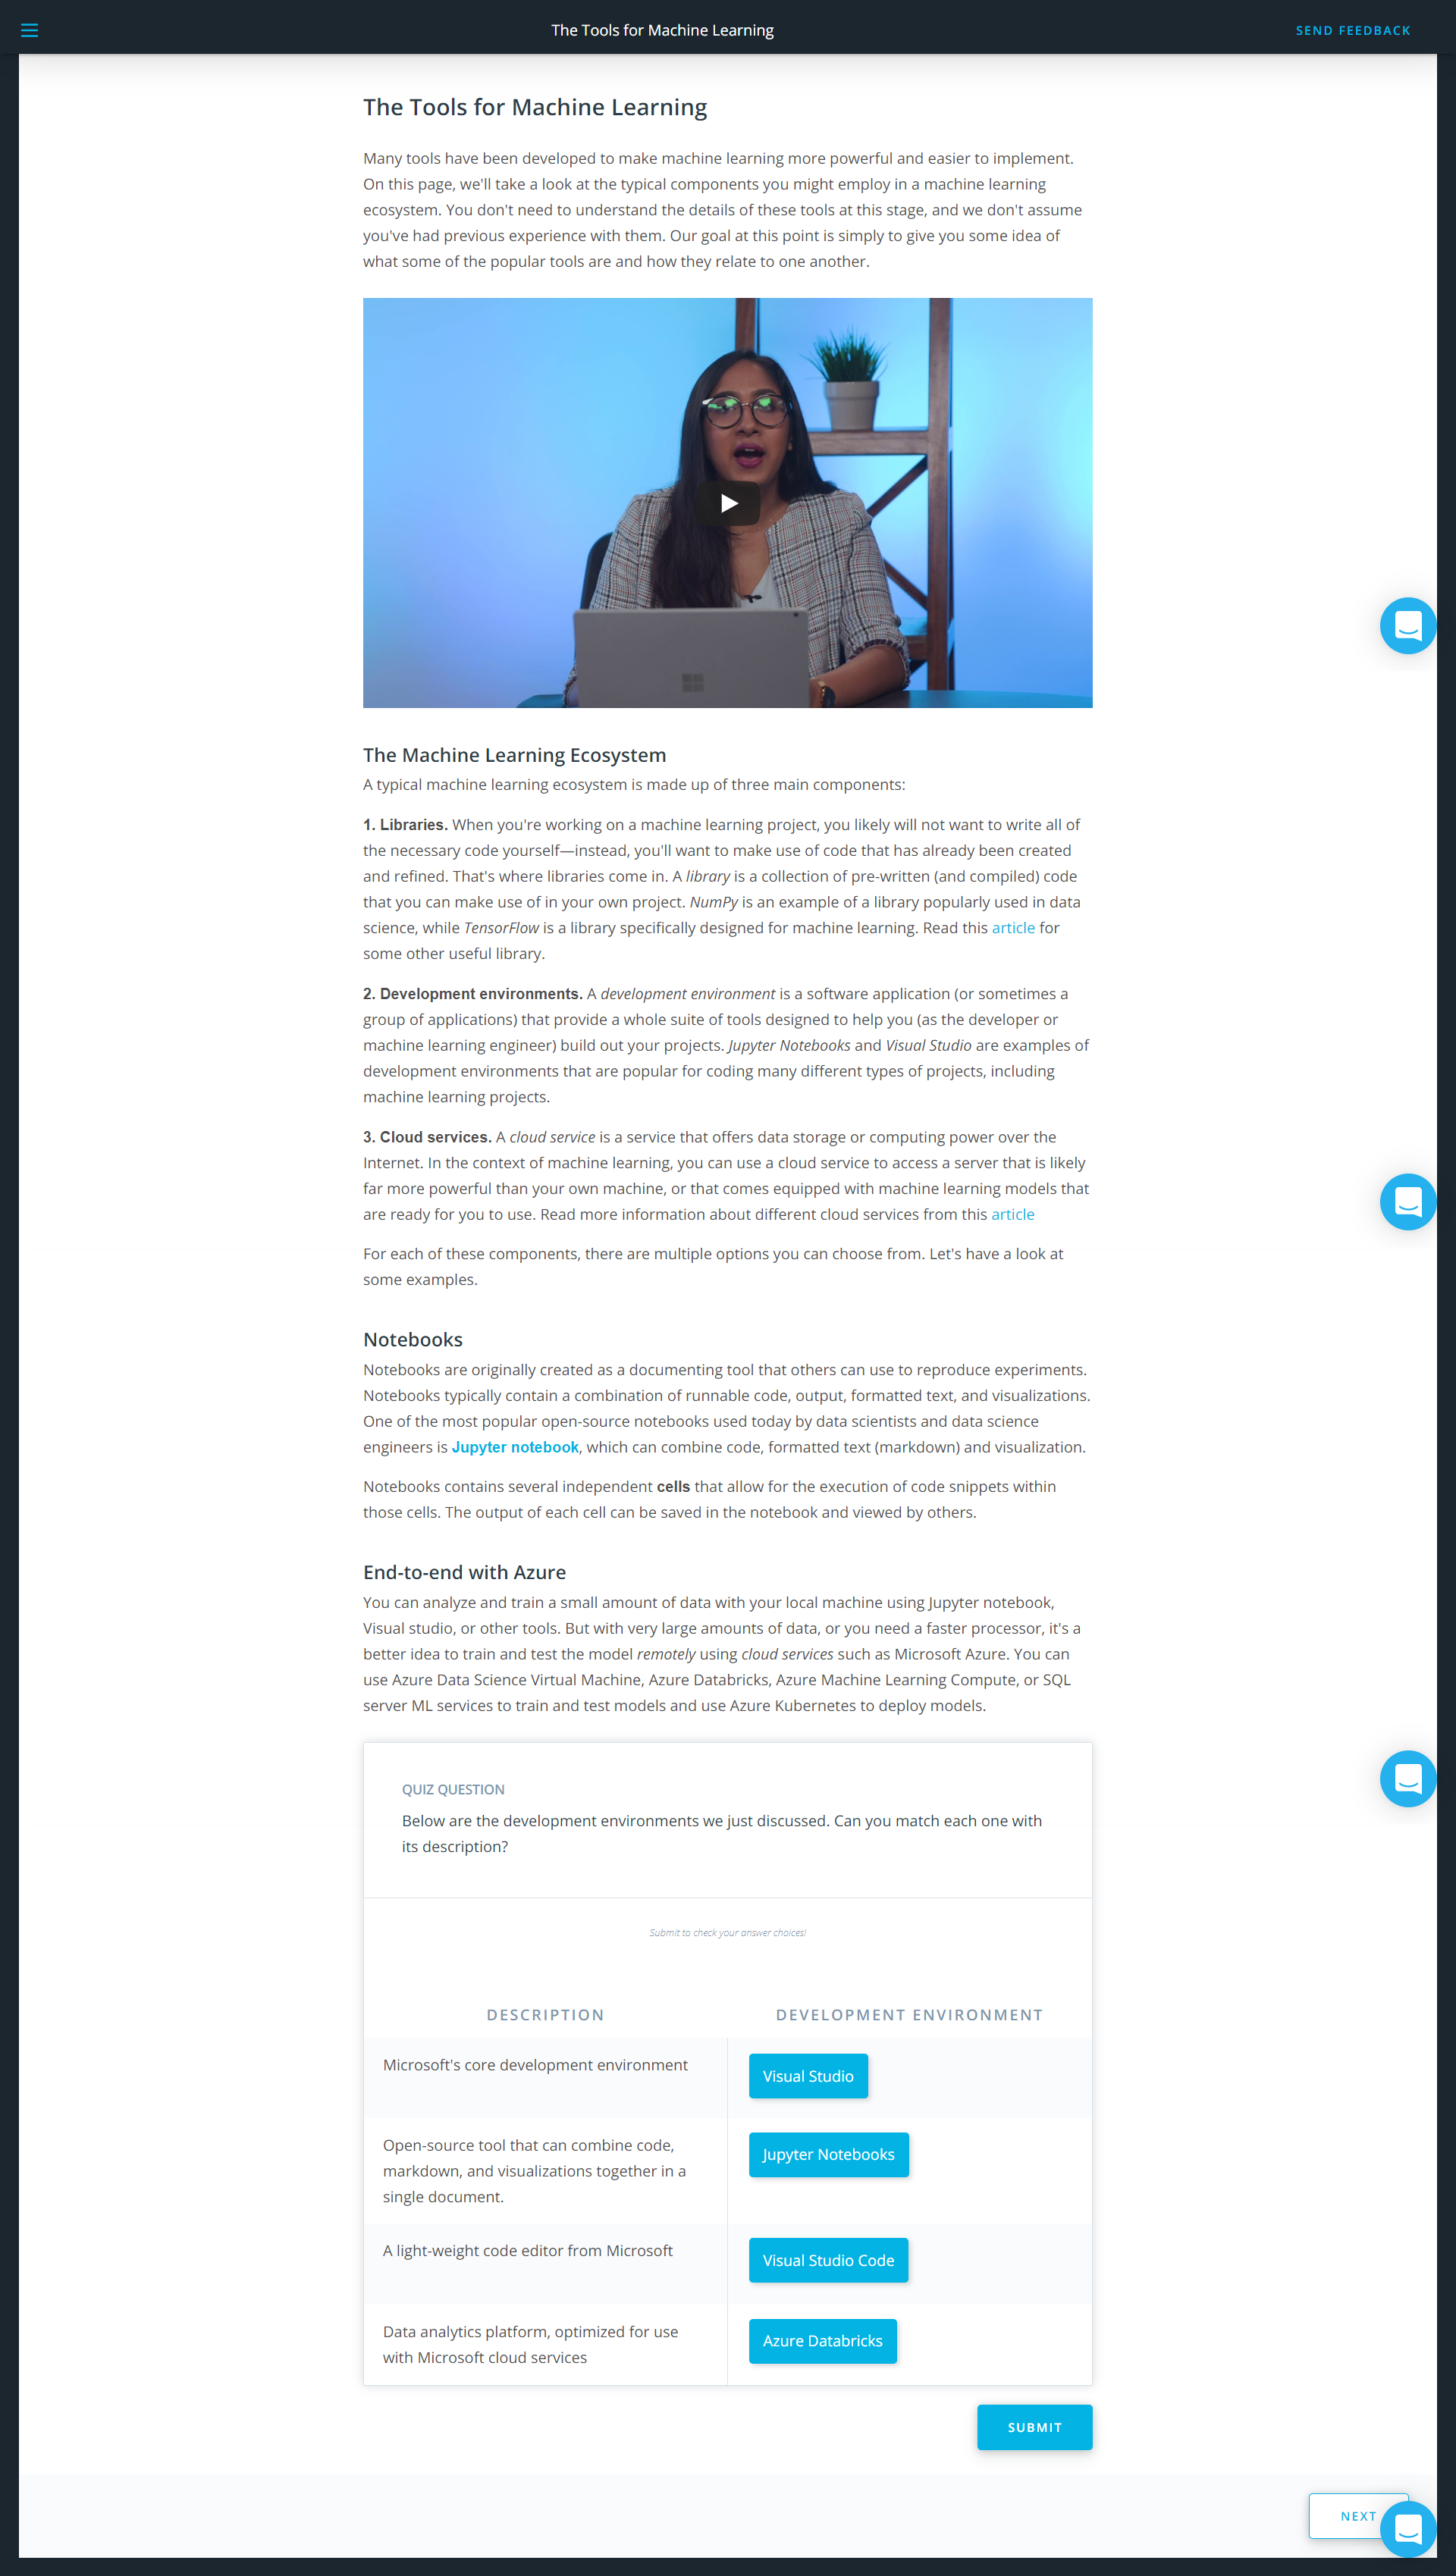 The Tools for Machine Learning
SEND FEEDBACK
The Tools for Machine Learning
Many tools have been developed to make machine learning more powerful and easier to implement.
On this page, we'll take a look at the typical components you might employ in a machine learning
ecosystem. You don't need to understand the details of these tools at this stage, and we don't assume
you've had previous experience with them. Our goal at this point is simply to give you some idea of
what some of the popular tools are and how they relate to one another.
The Machine Learning Ecosystem
A typical machine learning ecosystem is made up of three main components:
1. Libraries. When you're working on a machine learning project, you likely will not want to write all of
the necessary code yourself—instead, you'll want to make use of code that has already been created
and refined. That's where libraries come in. A library is a collection of pre-written (and compiled) code
that you can make use of in your own project. NumPy is an example of a library popularly used in data
science, while TensorFlow is a library specifically designed for machine learning. Read this article for
some other useful library.
2. Development environments. A development environment is a software application (or sometimes a
group of applications) that provide a whole suite of tools designed to help you (as the developer or
machine learning engineer) build out your projects. Jupyter Notebooks and Visual Studio are examples of
development environments that are popular for coding many different types of projects, including
machine learning projects.
3. Cloud services. A cloud service is a service that offers data storage or computing power over the
Internet. In the context of machine learning, you can use a cloud service to access a server that is likely
far more powerful than your own machine, or that comes equipped with machine learning models that
are ready for you to use. Read more information about different cloud services from this article
For each of these components, there are multiple options you can choose from. Let's have a look at
some examples.
Notebooks
Notebooks are originally created as a documenting tool that others can use to reproduce experiments.
Notebooks typically contain a combination of runnable code, output, formatted text, and visualizations.
One of the most popular open-source notebooks used today by data scientists and data science
engineers is Jupyter notebook, which can combine code, formatted text (markdown) and visualization.
Notebooks contains several independent cells that allow for the execution of code snippets within
those cells. The output of each cell can be saved in the notebook and viewed by others.
End-to-end with Azure
You can analyze and train a small amount of data with your local machine using Jupyter notebook,
Visual studio, or other tools. But with very large amounts of data, or you need a faster processor, it's a
better idea to train and test the model remotely using cloud services such as Microsoft Azure. You can
use Azure Data Science Virtual Machine, Azure Databricks, Azure Machine Learning Compute, or SQL
server ML services to train and test models and use Azure Kubernetes to deploy models.
QUIZ QUESTION
Below are the development environments we just discussed. Can you match each one with
its description?
Submit to check your answer choices!
DESCRIPTION
DEVELOPMENT ENVIRONMENT
Microsoft's core development environment
Visual Studio
Open-source tool that can combine code,
markdown, and visualizations together in a
single document.
Jupyter Notebooks
A light-weight code editor from Microsoft
Visual Studio Code
Data analytics platform, optimized for use
with Microsoft cloud services
Azure Databricks
SUBMIT
NEXT